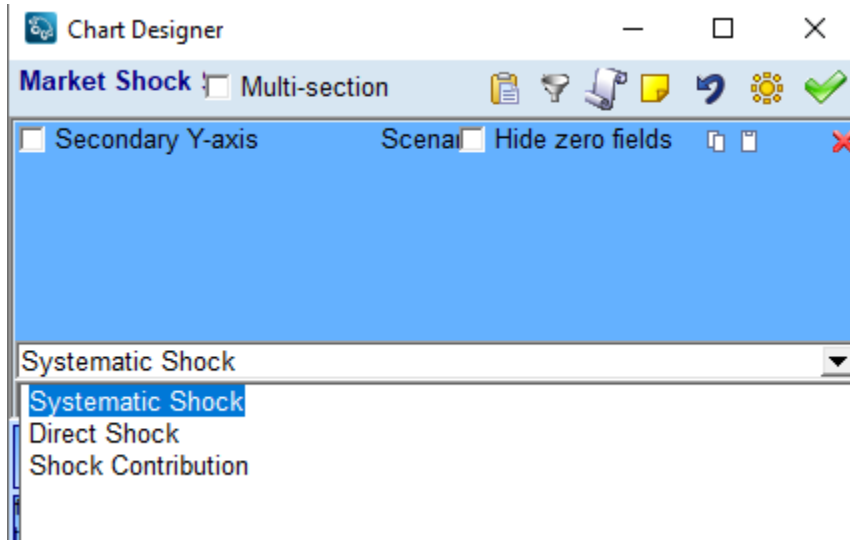 Chart Designer
Market Shock Multi-section
Secondary Y-axis Hide zero fields
Systematic Shock
Systematic Shock
Direct Shock
Shock Contribution